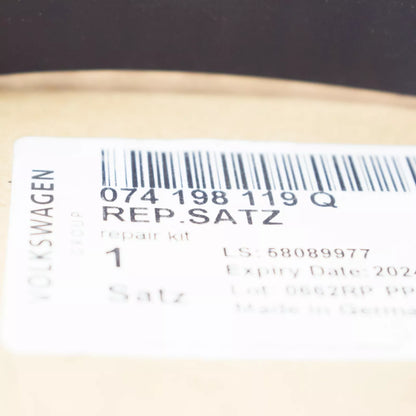 VOLKSWAGEN
GROUP
074 198 119 Q
REP.SATZ
repair kit
1 LS: 58089977
Expiry Date: 2024
Satz Lot: 0662RP PP
Made in Germa